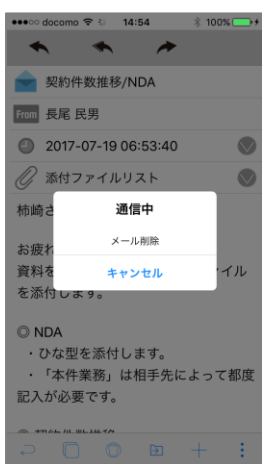 docomo 14:54 100%
契約件数推移/NDA
From 長尾 民男
2017-07-19 06:53:40
添付ファイルリスト
柿崎さ
通信中
メール削除
キャンセル
お疲れ
資料を イル
を添付します。
◎ NDA
・ひな型を添付します。
・「本件業務」は相手先によって都度
記入が必要です。